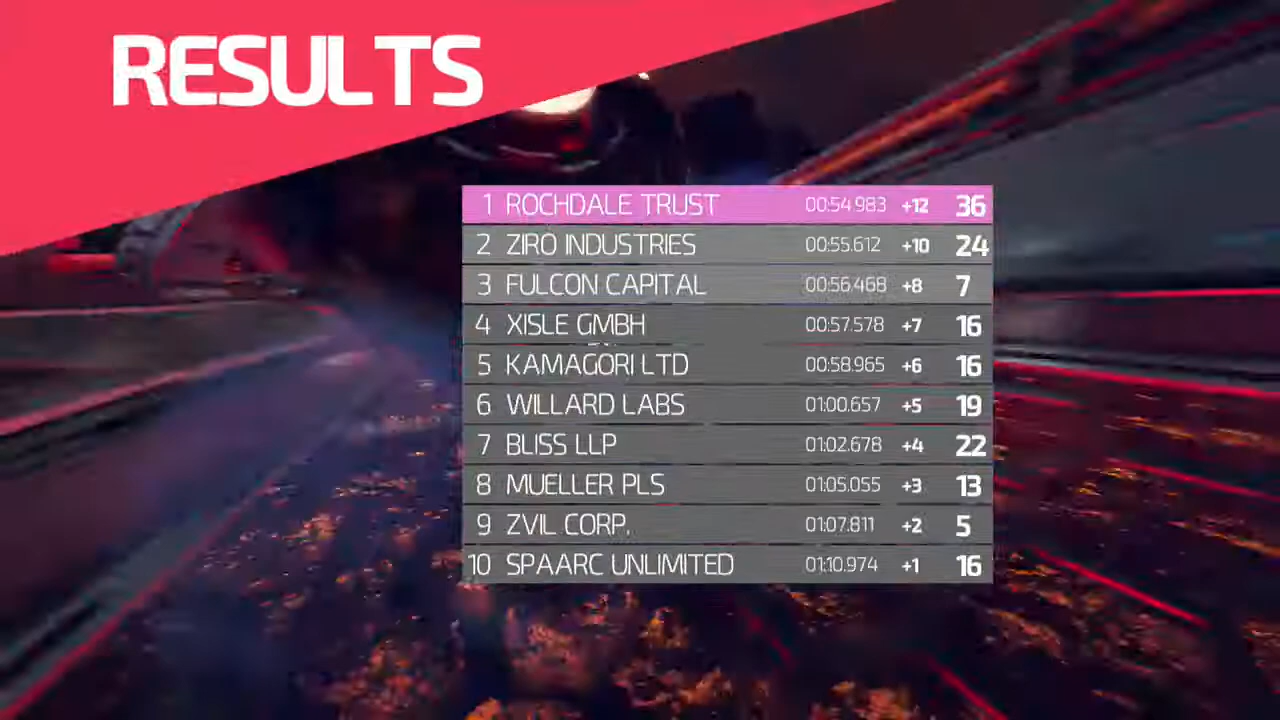 RESULTS
1 ROCHDALE TRUST 00:54.983 +12 36
2 ZIRO INDUSTRIES 00:55.612 +10 24
3 FULCON CAPITAL 00:56.468 +8 7
4 XISLE GMBH 00:57.578 +7 16
5 KAMAGORI LTD 00:58.965 +6 16
6 WILLARD LABS 01:00.657 +5 19
7 BLISS LLP 01:02.678 +4 22
8 MUELLER PLS 01:05.055 +3 13
9 ZVIL CORP. 01:07.811 +2 5
10 SPAARC UNLIMITED 01:10.974 +1 16